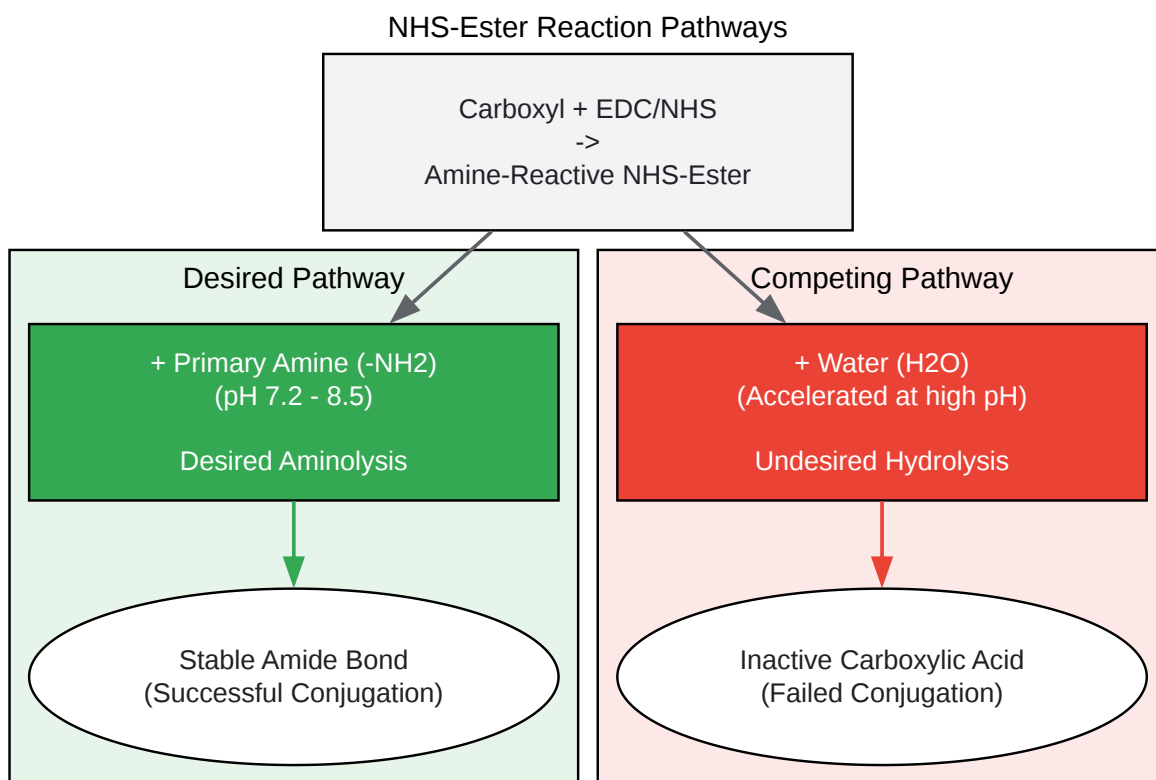 NHS-Ester Reaction Pathways
Carboxyl + EDC/NHS
->
Amine-Reactive NHS-Ester
Desired Pathway
+ Primary Amine (-NH2)
(pH 7.2 - 8.5)
Desired Aminolysis
Stable Amide Bond
(Successful Conjugation)
Competing Pathway
+ Water (H2O)
(Accelerated at high pH)
Undesired Hydrolysis
Inactive Carboxylic Acid
(Failed Conjugation)